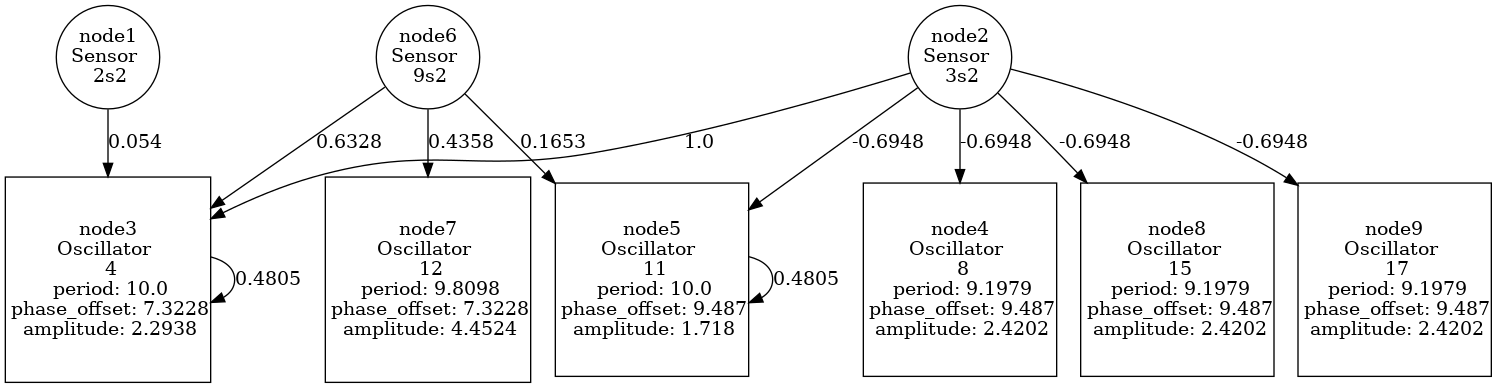 node1
Sensor
2s2
node6
Sensor
9s2
node2
Sensor
3s2
0.054
0.6328
0.4358
0.1653
1.0
-0.6948
-0.6948
-0.6948
-0.6948
node3
Oscillator
4
period: 10.0
phase_offset: 7.3228
amplitude: 2.2938
0.4805
node7
Oscillator
12
period: 9.8098
phase_offset: 7.3228
amplitude: 4.4524
node5
Oscillator
11
period: 10.0
phase_offset: 9.487
amplitude: 1.718
0.4805
node4
Oscillator
8
period: 9.1979
phase_offset: 9.487
amplitude: 2.4202
node8
Oscillator
15
period: 9.1979
phase_offset: 9.487
amplitude: 2.4202
node9
Oscillator
17
period: 9.1979
phase_offset: 9.487
amplitude: 2.4202